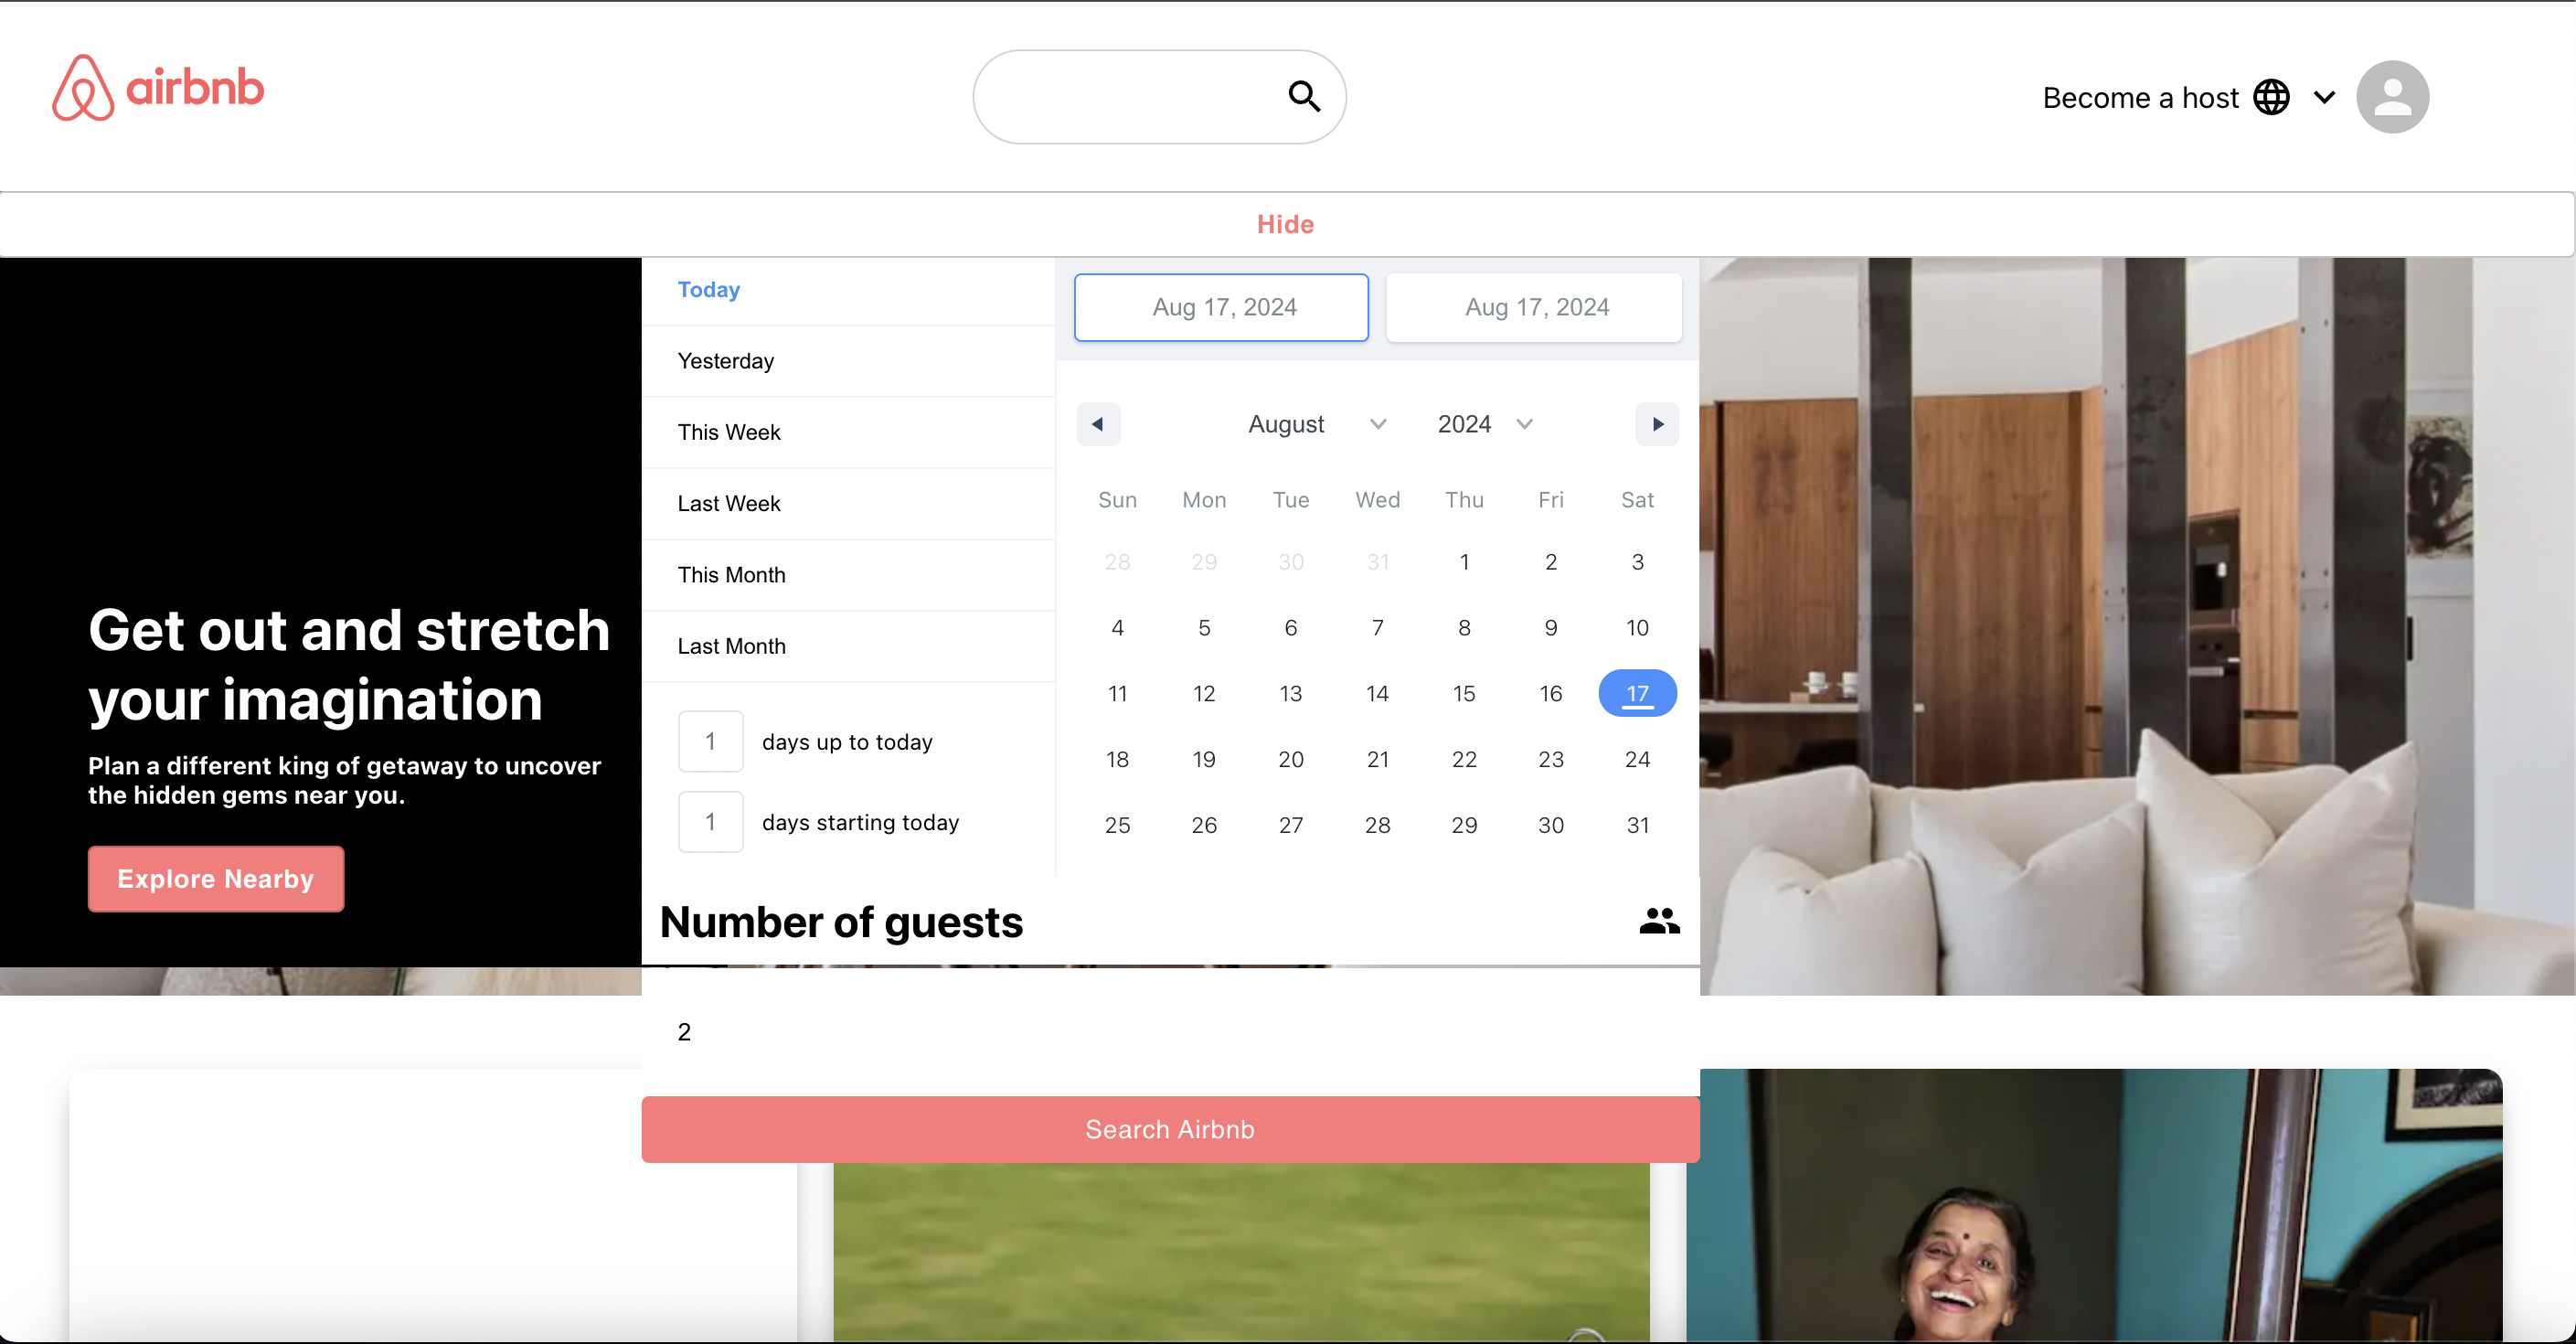 airbnb
Become a host
Hide
Today
Yesterday
This Week
Last Week
This Month
Last Month
1 days up to today
1 days starting today
Aug 17, 2024 Aug 17, 2024
August 2024
Sun Mon Tue Wed Thu Fri Sat
28 29 30 31 1 2 3
4 5 6 7 8 9 10
11 12 13 14 15 16 17
18 19 20 21 22 23 24
25 26 27 28 29 30 31
Get out and stretch
your imagination
Plan a different king of getaway to uncover
the hidden gems near you.
Explore Nearby
Number of guests
2
Search Airbnb